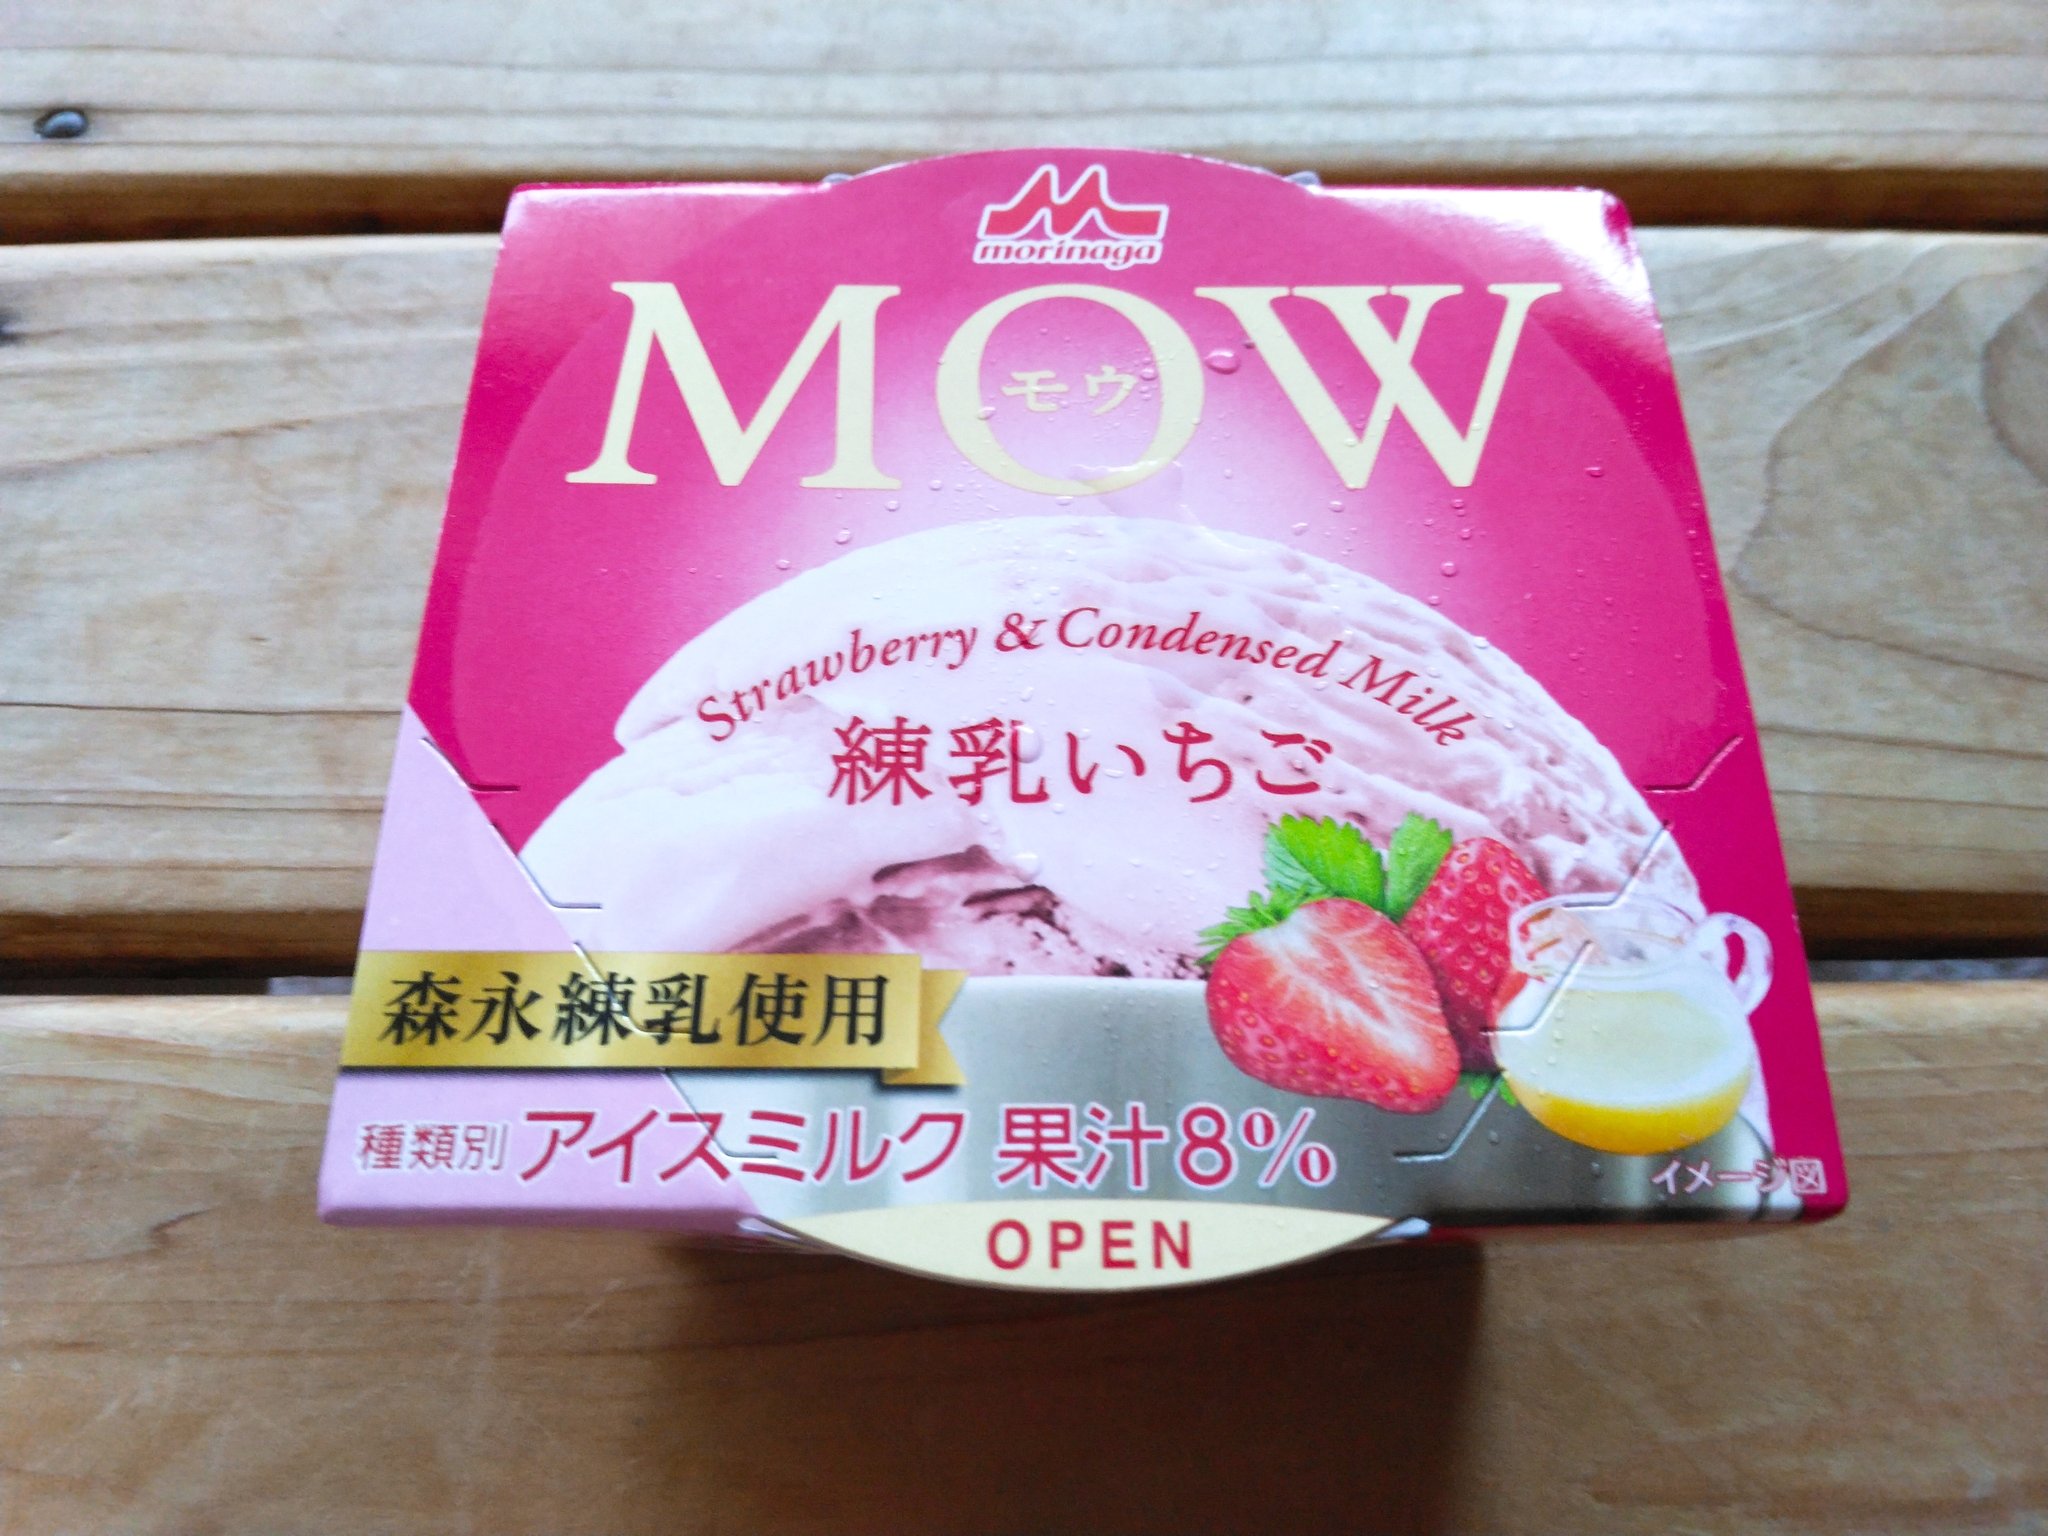 morinaga
MOW
モウ
Strawberry & Condensed Milk
練乳いちご
森永練乳使用
種類別 アイスミルク 果汁8%
イメージ図
OPEN